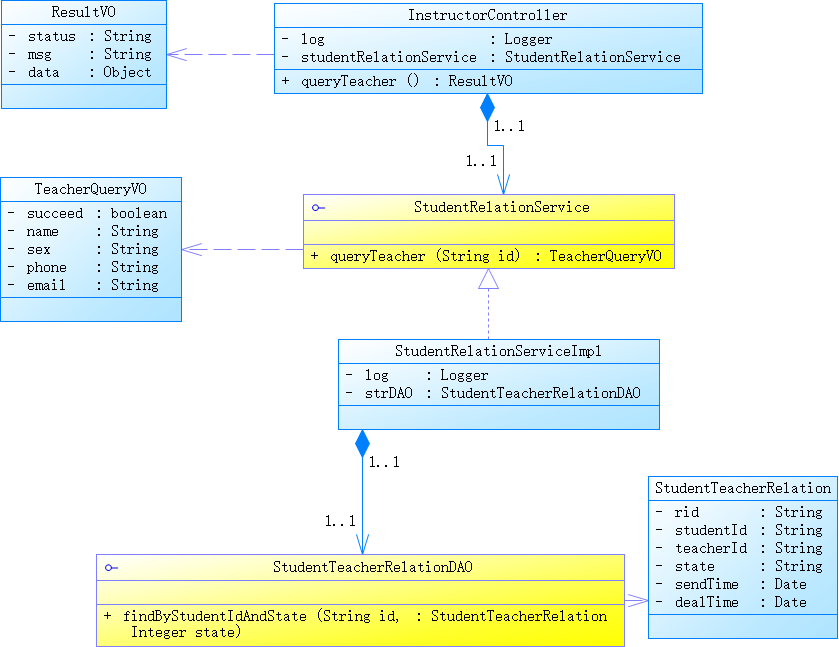 ResultVO
- status : String
- msg : String
- data : Object
InstructorController
- log : Logger
- studentRelationService : StudentRelationService
+ queryTeacher () : ResultVO
1..1
1..1
TeacherQueryVO
- succeed : boolean
- name : String
- sex : String
- phone : String
- email : String
StudentRelationService
+ queryTeacher (String id) : TeacherQueryVO
StudentRelationServiceImpl
- log : Logger
- strDAO : StudentTeacherRelationDAO
1..1
1..1
StudentTeacherRelation
- rid : String
- studentId : String
- teacherId : String
- state : String
- sendTime : Date
- dealTime : Date
StudentTeacherRelationDAO
+ findByStudentIdAndState (String id, : StudentTeacherRelation
Integer state)